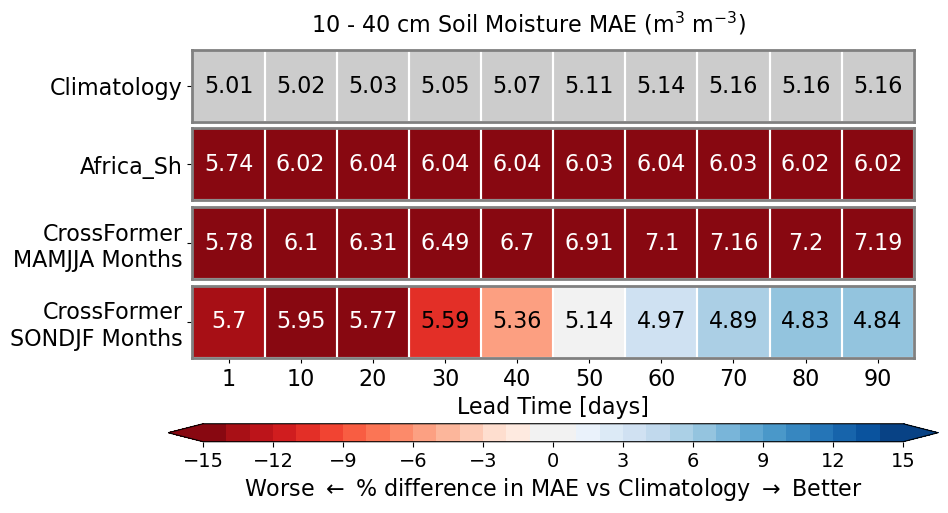 10 - 40 cm Soil Moisture MAE (m³ m⁻³)
Climatology 5.01 5.02 5.03 5.05 5.07 5.11 5.14 5.16 5.16 5.16
Africa_Sh 5.74 6.02 6.04 6.04 6.04 6.03 6.04 6.03 6.02 6.02
CrossFormer
MAMJJA Months 5.78 6.1 6.31 6.49 6.7 6.91 7.1 7.16 7.2 7.19
CrossFormer
SONDJF Months 5.7 5.95 5.77 5.59 5.36 5.14 4.97 4.89 4.83 4.84
1 10 20 30 40 50 60 70 80 90
Lead Time [days]
−15 −12 −9 −6 −3 0 3 6 9 12 15
Worse ← % difference in MAE vs Climatology → Better